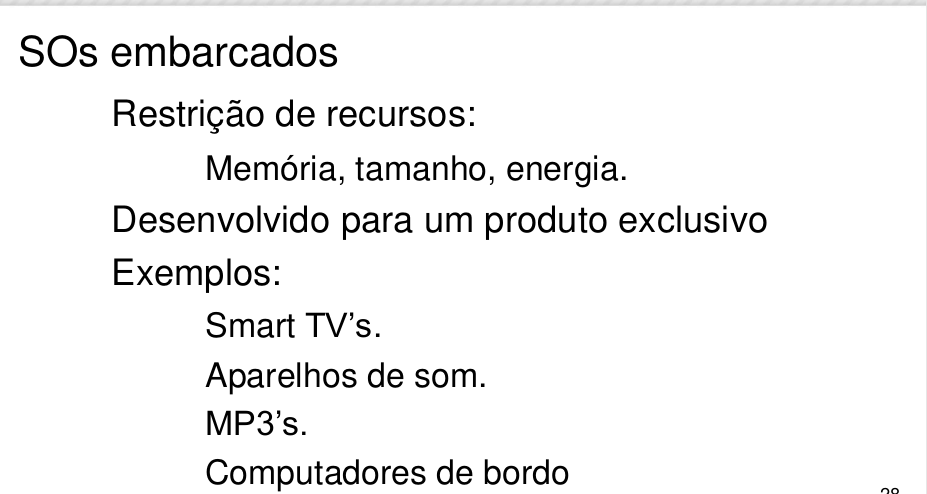 SOs embarcados
Restrição de recursos:
Memória, tamanho, energia.
Desenvolvido para um produto exclusivo
Exemplos:
Smart TV’s.
Aparelhos de som.
MP3’s.
Computadores de bordo